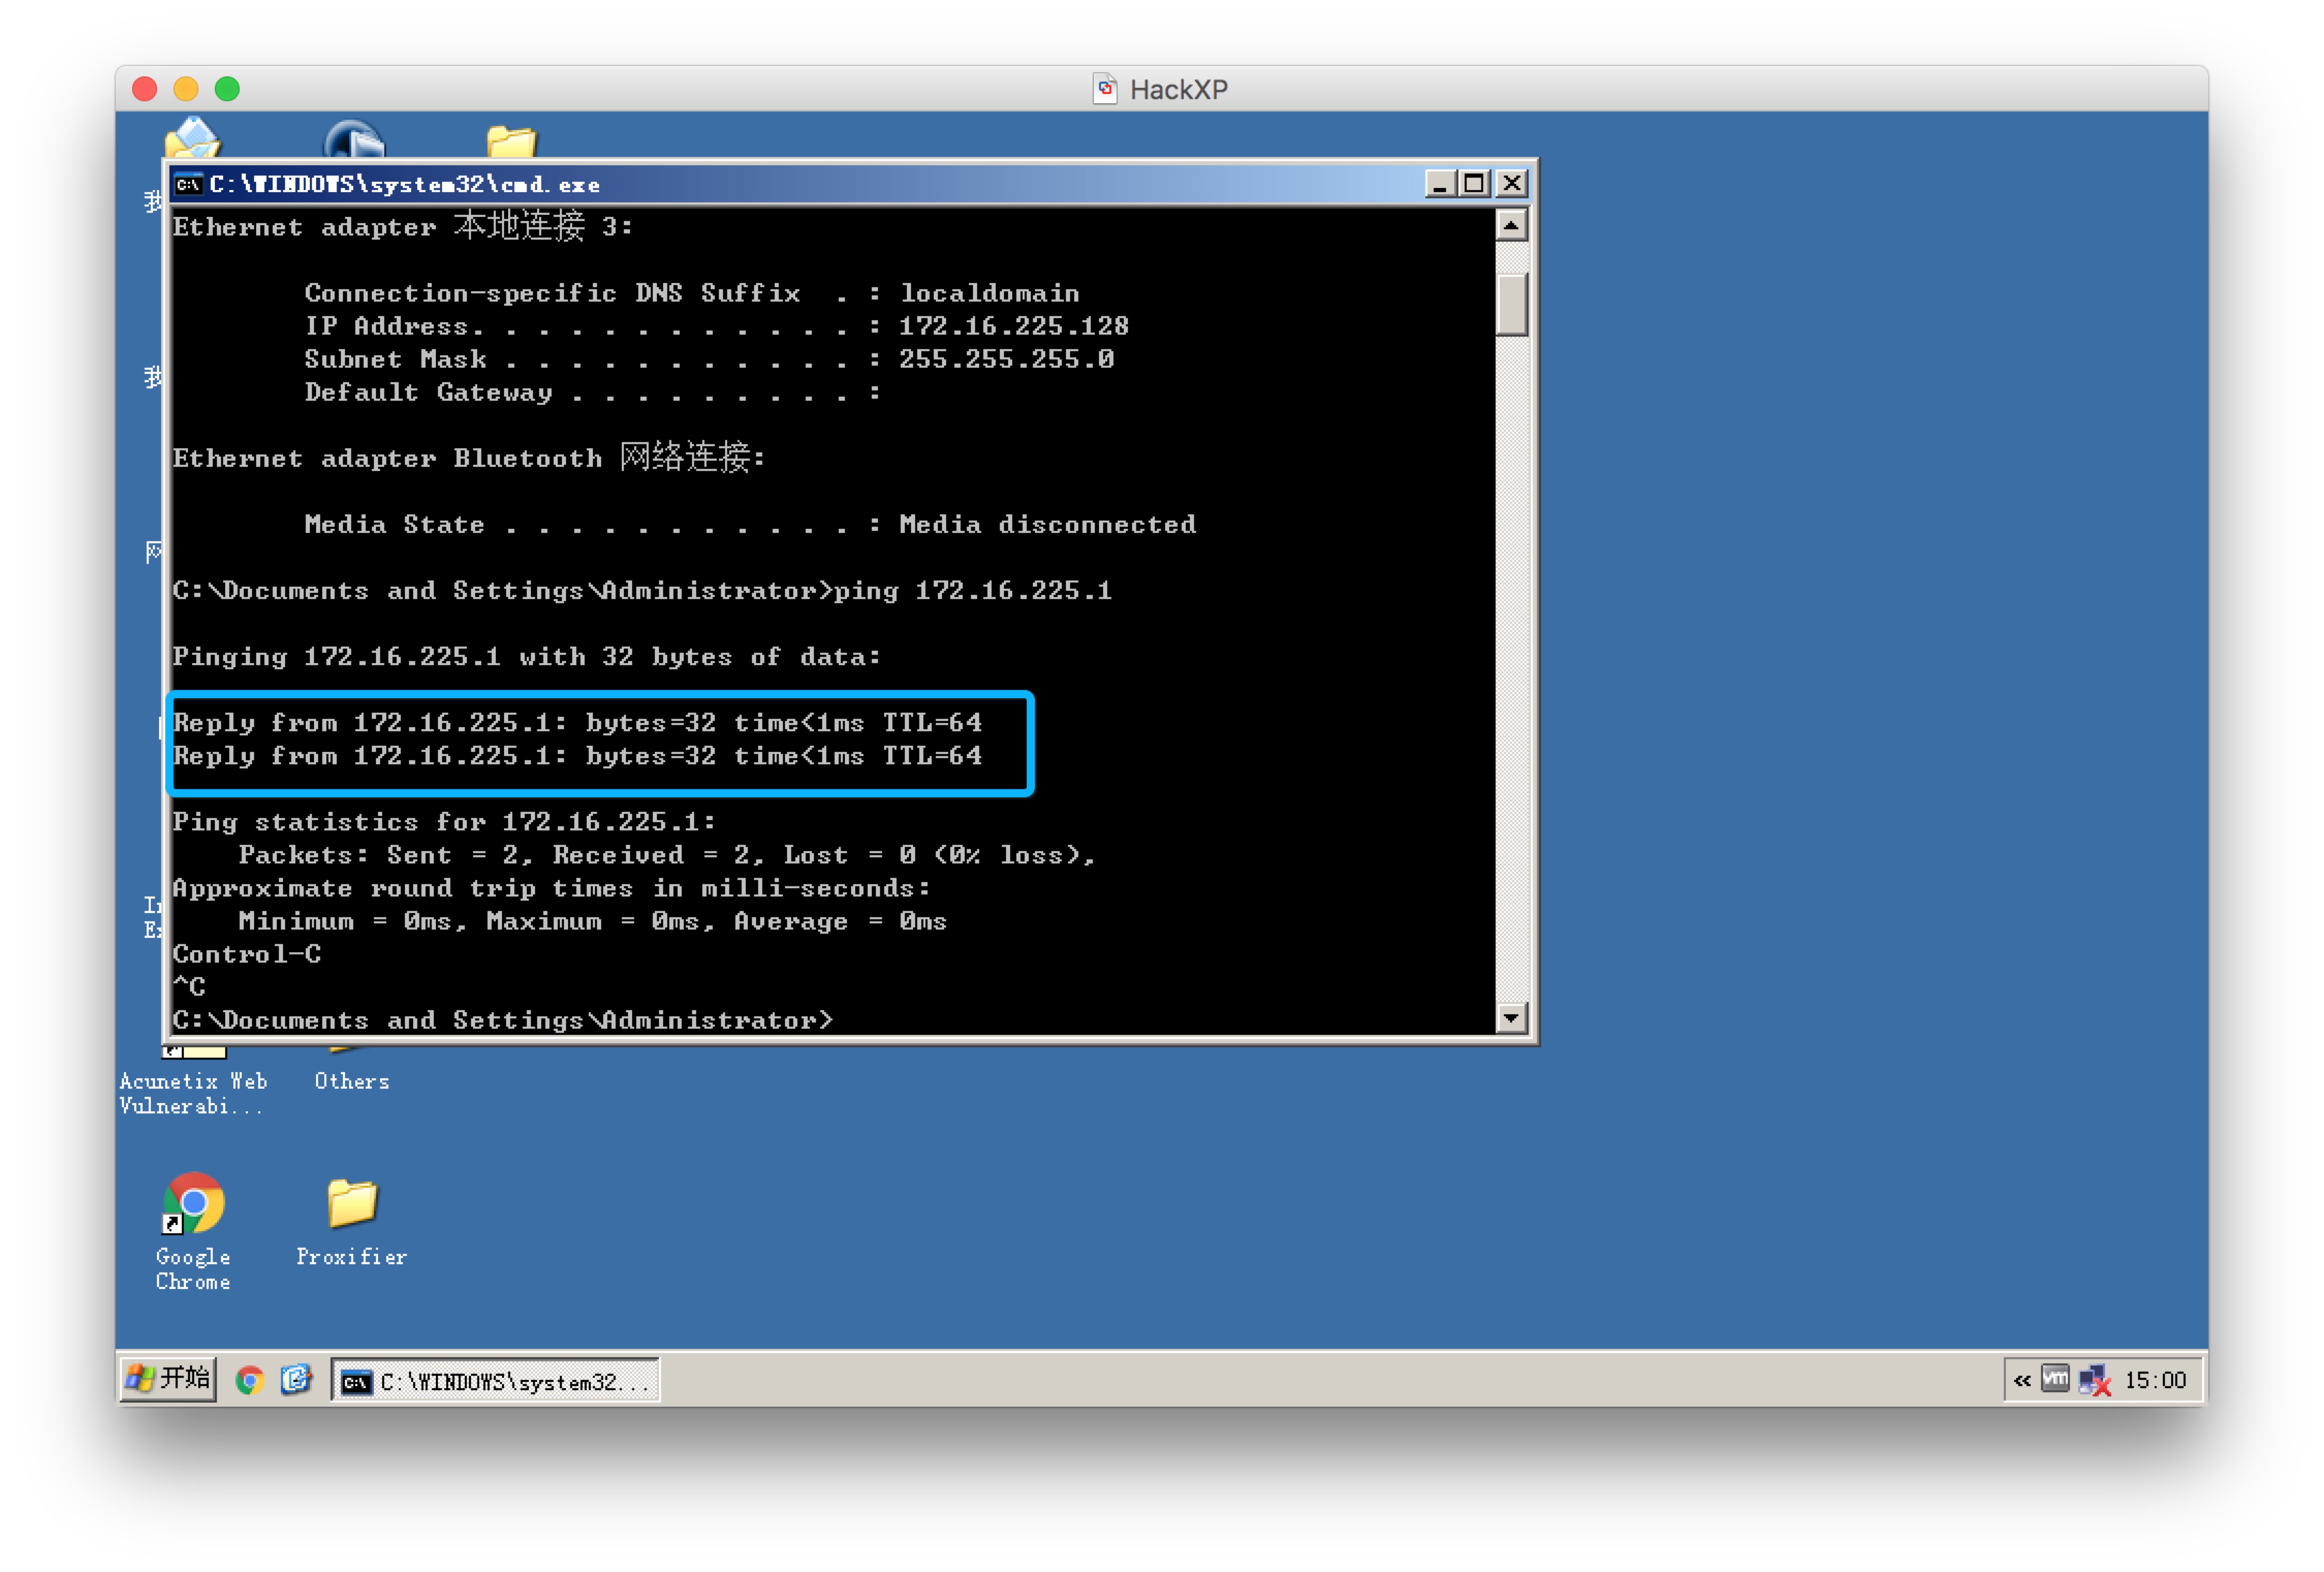 HackXP
C:\WINDOWS\system32\cmd.exe
Ethernet adapter 本地连接 3:
Connection-specific DNS Suffix  . : localdomain
IP Address. . . . . . . . . . . . : 172.16.225.128
Subnet Mask . . . . . . . . . . . : 255.255.255.0
Default Gateway . . . . . . . . . :
Ethernet adapter Bluetooth 网络连接:
Media State . . . . . . . . . . . : Media disconnected
C:\Documents and Settings\Administrator>ping 172.16.225.1
Pinging 172.16.225.1 with 32 bytes of data:
Reply from 172.16.225.1: bytes=32 time<1ms TTL=64
Reply from 172.16.225.1: bytes=32 time<1ms TTL=64
Ping statistics for 172.16.225.1:
Packets: Sent = 2, Received = 2, Lost = 0 (0% loss),
Approximate round trip times in milli-seconds:
Minimum = 0ms, Maximum = 0ms, Average = 0ms
Control-C
^C
C:\Documents and Settings\Administrator>
Acunetix Web
Vulnerabi...
Others
Google
Chrome
Proxifier
开始
C:\WINDOWS\system32...
«
vm
15:00